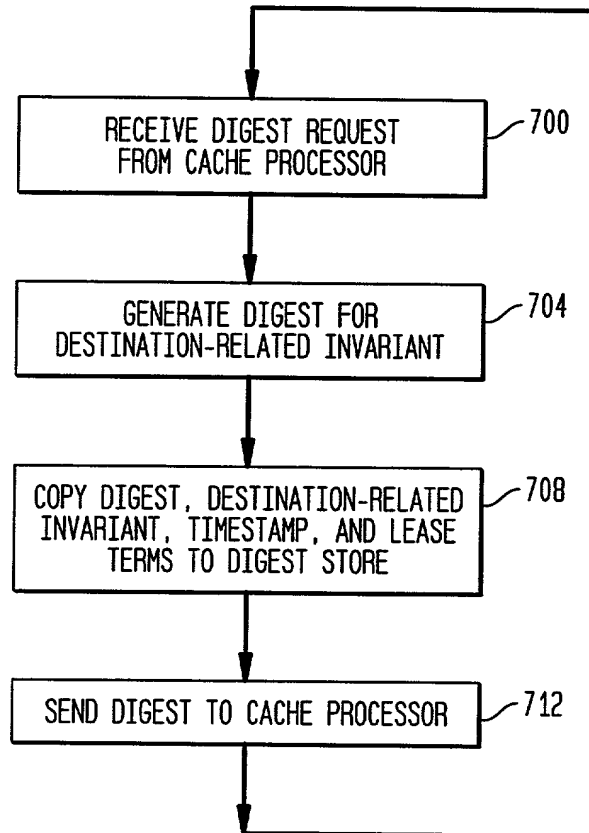 RECEIVE DIGEST REQUEST
FROM CACHE PROCESSOR
700
GENERATE DIGEST FOR
DESTINATION-RELATED INVARIANT
704
COPY DIGEST, DESTINATION-RELATED
INVARIANT, TIMESTAMP, AND LEASE
TERMS TO DIGEST STORE
708
SEND DIGEST TO CACHE PROCESSOR
712